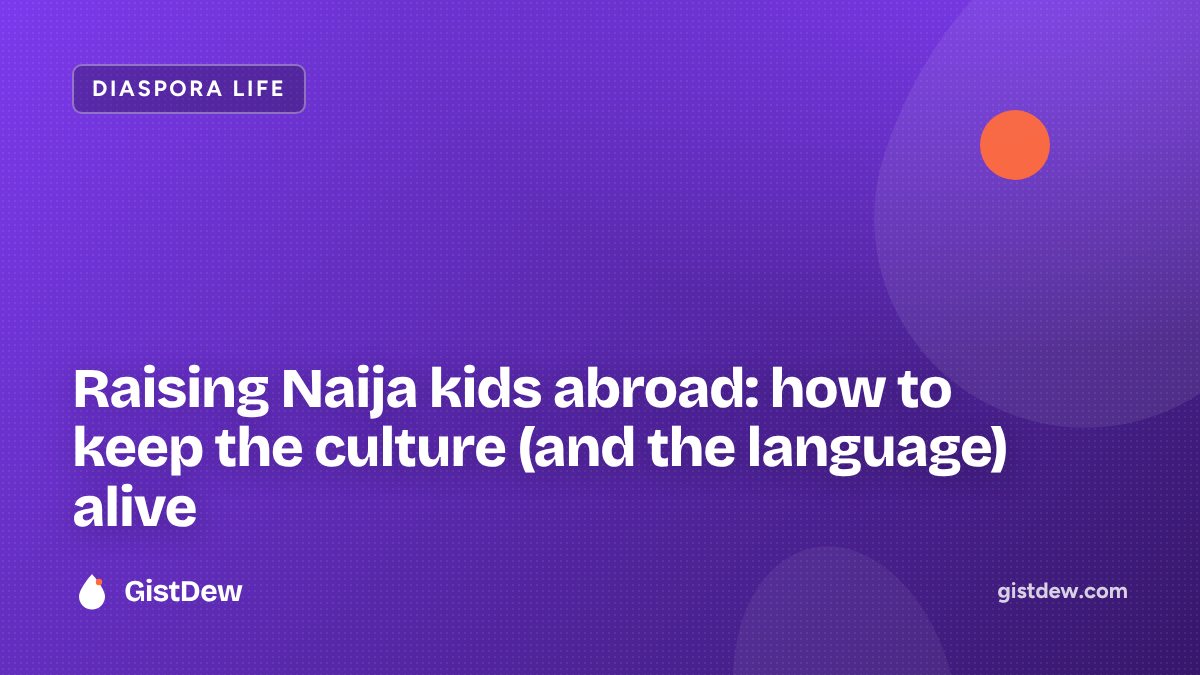 DIASPORA LIFE
Raising Naija kids abroad: how to
keep the culture (and the language)
alive
GistDew
gistdew.com